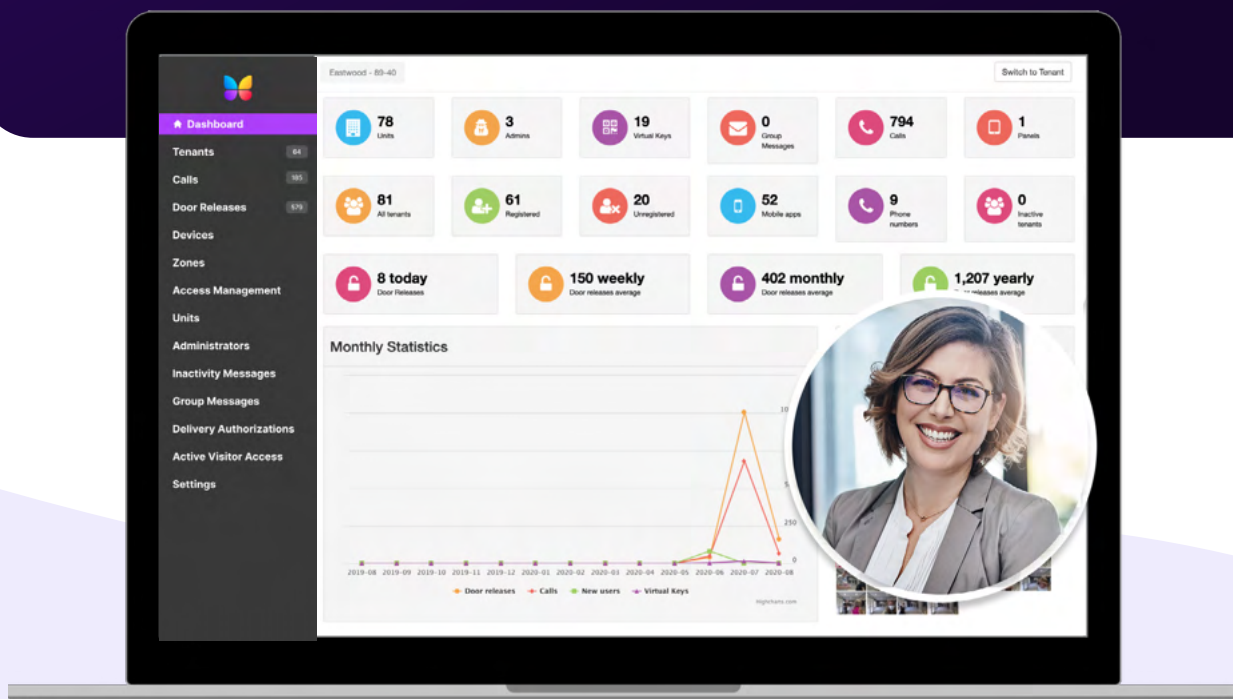 Eastwood - 89-40
Switch to Tenant
Dashboard
Tenants 84
Calls 185
Door Releases 579
Devices
Zones
Access Management
Units
Administrators
Inactivity Messages
Group Messages
Delivery Authorizations
Active Visitor Access
Settings
78
Units
3
Admins
19
Virtual Keys
0
Group
Messages
794
Calls
1
Panels
81
All tenants
61
Registered
20
Unregistered
52
Mobile apps
9
Phone
numbers
0
Inactive
tenants
8 today
Door Releases
150 weekly
Door releases average
402 monthly
Door releases average
1,207 yearly
releases average
Monthly Statistics
250
0
2019-08 2019-09 2019-10 2019-11 2019-12 2020-01 2020-02 2020-03 2020-04 2020-05 2020-06 2020-07 2020-08
Door releases Calls New users Virtual Keys
Highcharts.com